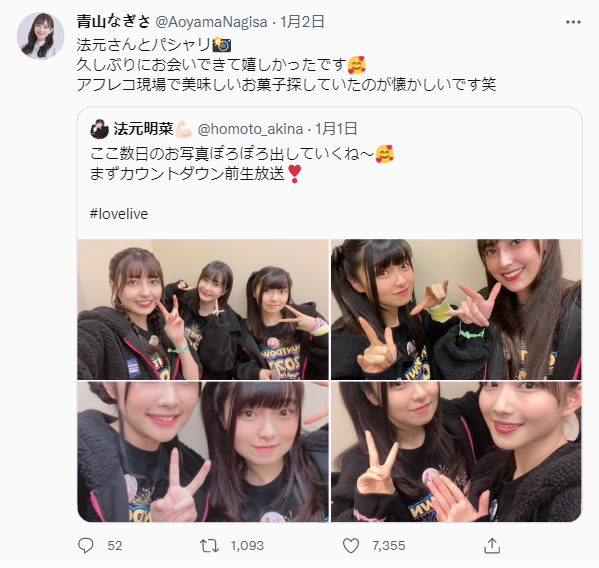 青山なぎさ @AoyamaNagisa · 1月2日
法元さんとパシャリ📸
久しぶりにお会いできて嬉しかったです🥰
アフレコ現場で美味しいお菓子探していたのが懐かしいです笑
法元明菜💪🏻 @homoto_akina · 1月1日
ここ数日のお写真ぽろぽろ出していくね〜🥰
まずカウントダウン前生放送❣️
#lovelive
52 1,093 7,355